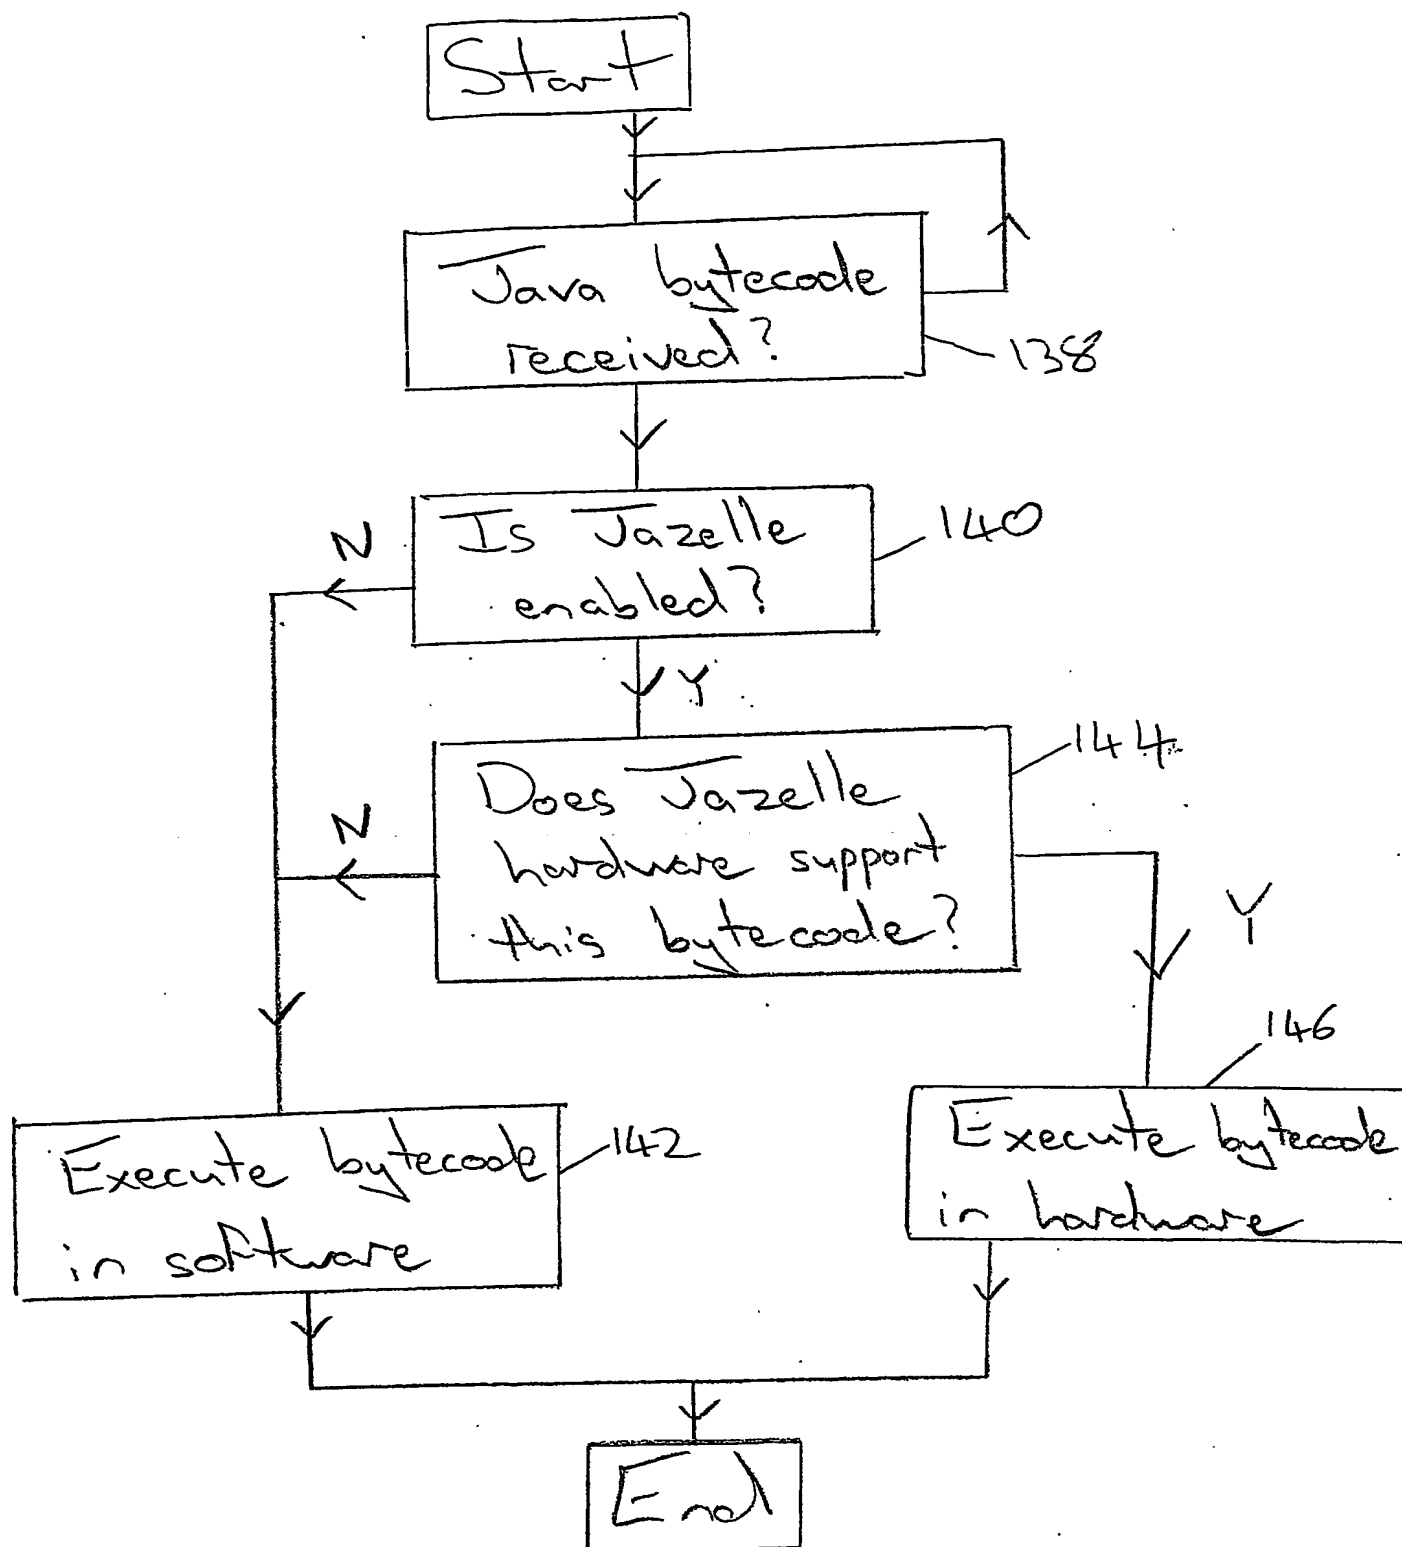 Start
Java bytecode
received?
138
Is Jazelle
enabled?
140
N
Y
Does Jazelle
hardware support
this bytecode?
144
N
Y
146
Execute bytecode
in software
142
Execute bytecode
in hardware
End